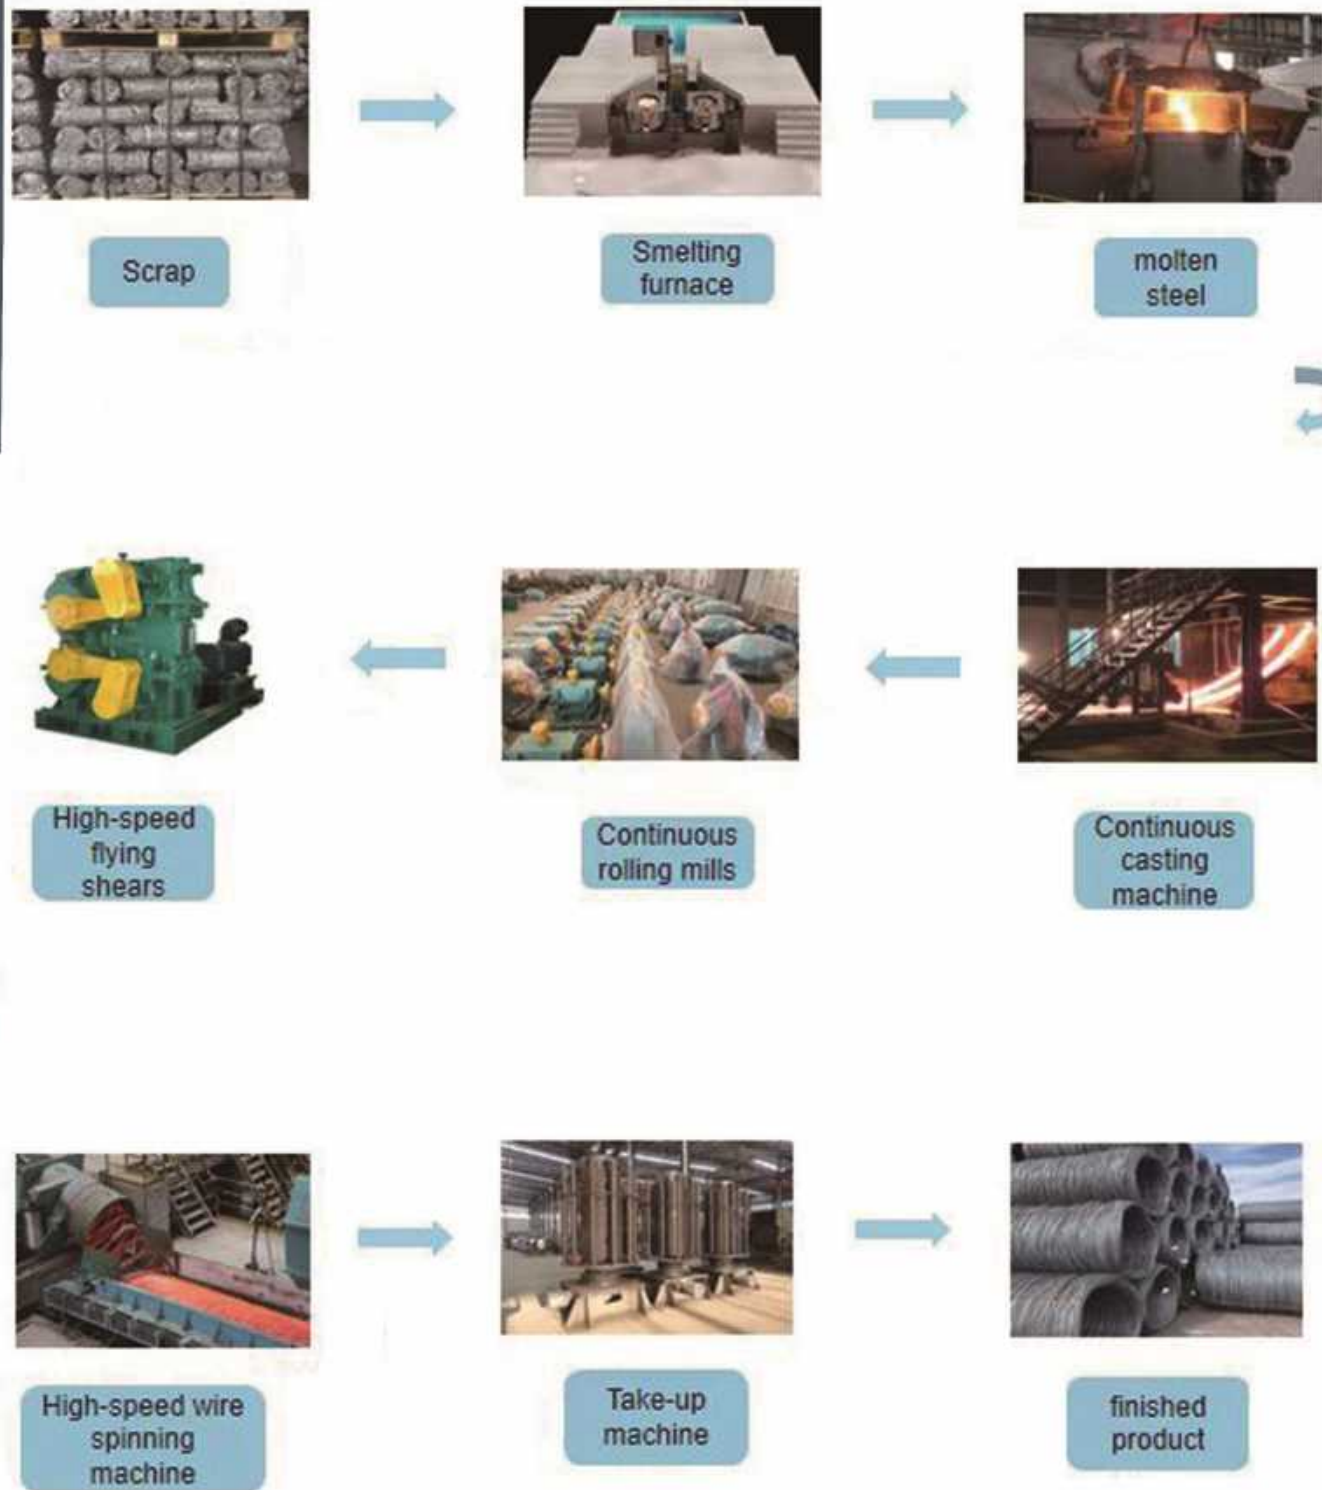 Scrap
Smelting
furnace
molten
steel
High-speed
flying
shears
Continuous
rolling mills
Continuous
casting
machine
High-speed wire
spinning
machine
Take-up
machine
finished
product